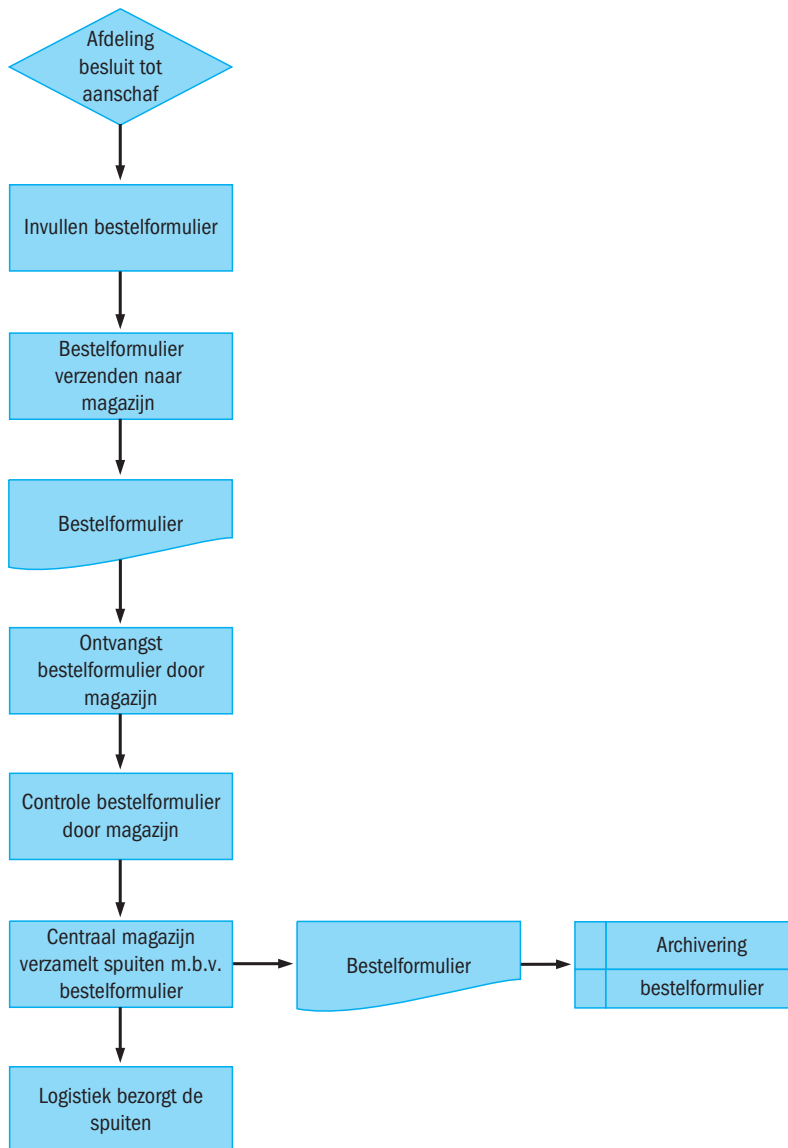 Afdeling
besluit tot
aanschaf
Invullen bestelformulier
Bestelformulier
verzenden naar
magazijn
Bestelformulier
Ontvangst
bestelformulier door
magazijn
Controle bestelformulier
door magazijn
Centraal magazijn
verzamelt spuiten m.b.v.
bestelformulier
Bestelformulier
Archivering
bestelformulier
Logistiek bezorgt de
spuiten